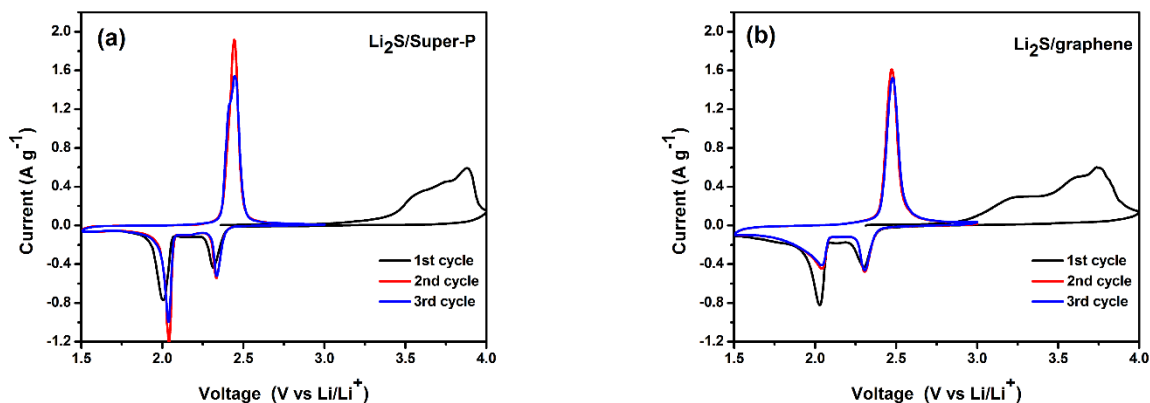 (a)
Li₂S/Super-P
Current (A g⁻¹)
2.0
1.6
1.2
0.8
0.4
0.0
-0.4
-0.8
-1.2
1st cycle
2nd cycle
3rd cycle
1.5 2.0 2.5 3.0 3.5 4.0
Voltage (V vs Li/Li⁺)
(b)
Li₂S/graphene
Current (A g⁻¹)
2.0
1.6
1.2
0.8
0.4
0.0
-0.4
-0.8
-1.2
1st cycle
2nd cycle
3rd cycle
1.5 2.0 2.5 3.0 3.5 4.0
Voltage (V vs Li/Li⁺)